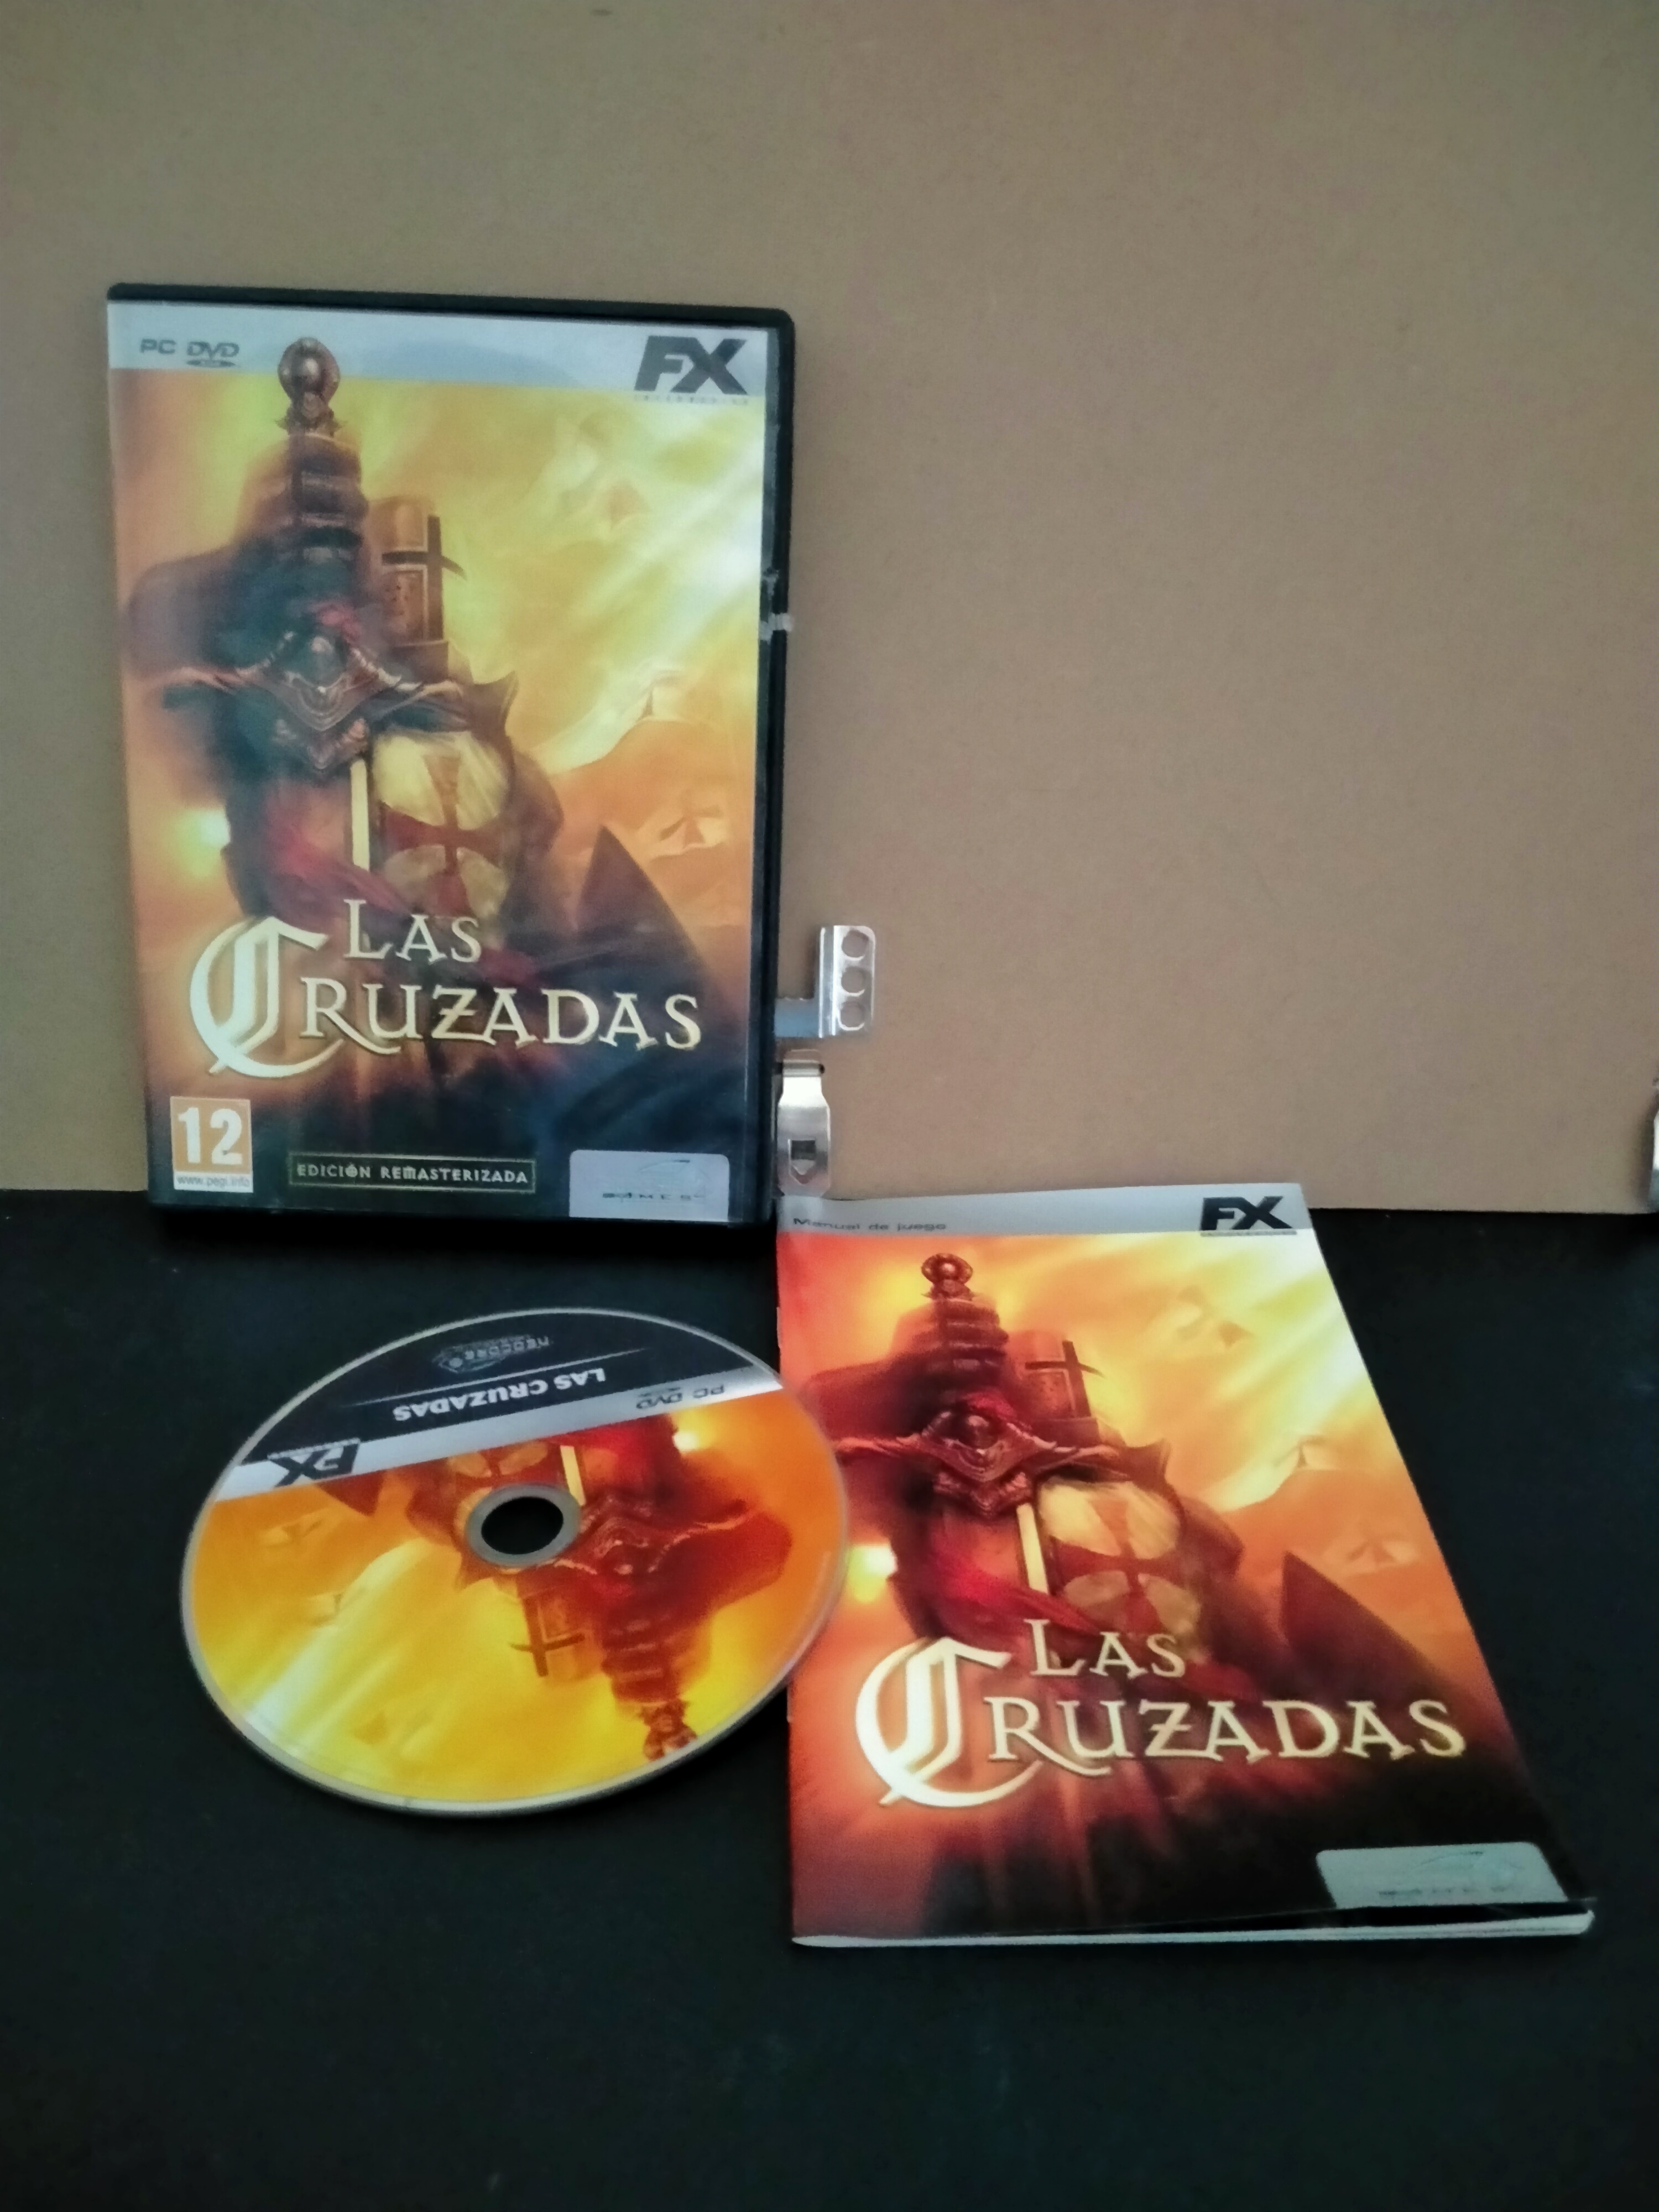 PC DVD
FX
LAS
CRUZADAS
12
www.pegi.info
EDICIÓN REMASTERIZADA
Manual de juego
FX
LAS
CRUZADAS
NEOCORE
LAS CRUZADAS
PC DVD
FX